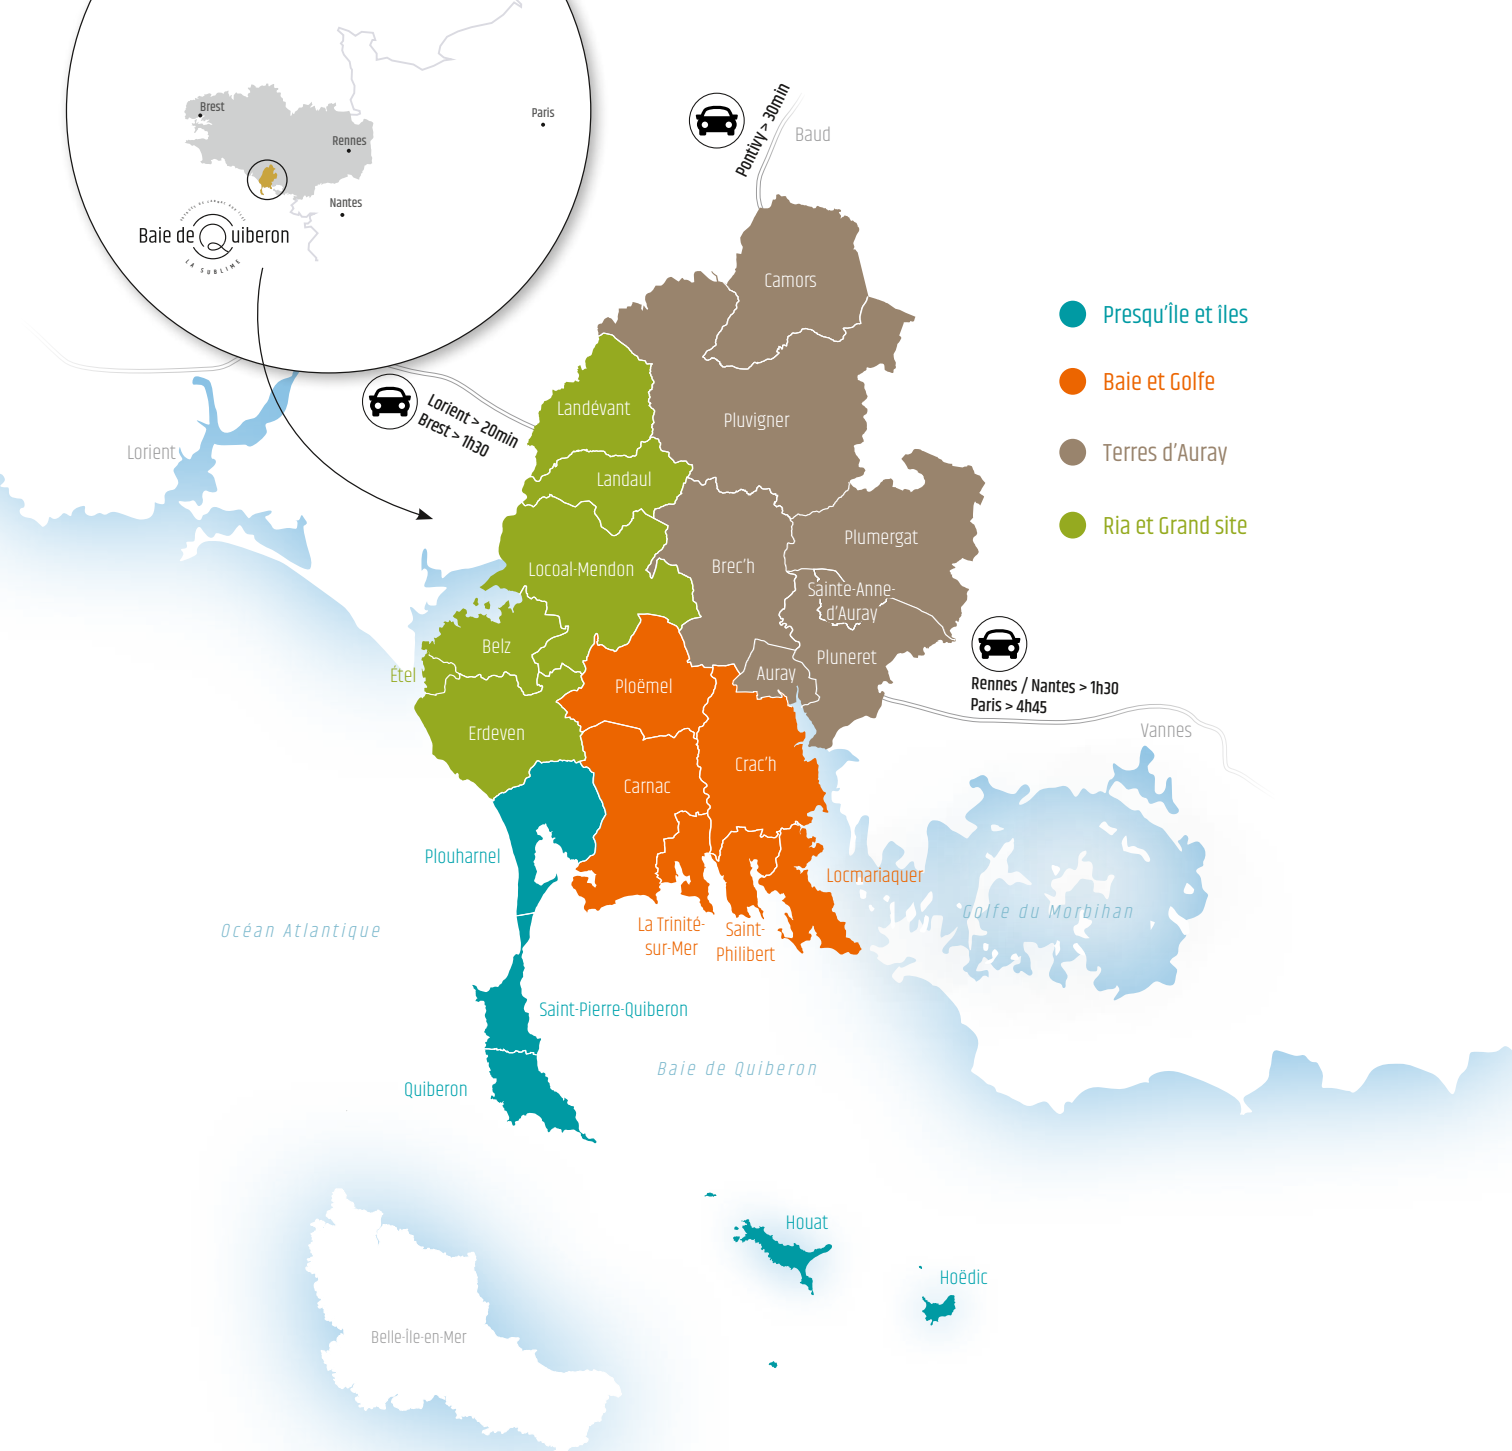 Brest
Rennes
Paris
Nantes
Baie de Quiberon
LA SUBLIME
Pontivy > 30min
Baud
Camors
Presqu'Île et îles
Baie et Golfe
Terres d'Auray
Ria et Grand site
Lorient > 20min
Brest > 1h30
Lorient
Landévant
Pluvigner
Landaul
Plumergat
Locoal-Mendon
Brec'h
Sainte-Anne-
d'Auray
Belz
Pluneret
Étel
Ploëmel
Auray
Rennes / Nantes > 1h30
Paris > 4h45
Vannes
Erdeven
Carnac
Crac'h
Plouharnel
Locmariaquer
Golfe du Morbihan
Océan Atlantique
La Trinité-
sur-Mer
Saint-
Philibert
Saint-Pierre-Quiberon
Baie de Quiberon
Quiberon
Houat
Hoëdic
Belle-Île-en-Mer